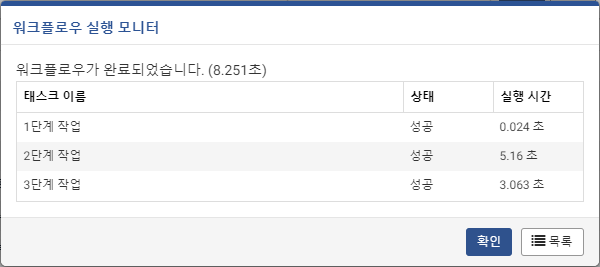 워크플로우 실행 모니터
워크플로우가 완료되었습니다. (8.251초)
태스크 이름 상태 실행 시간
1단계 작업 성공 0.024 초
2단계 작업 성공 5.16 초
3단계 작업 성공 3.063 초
확인 목록